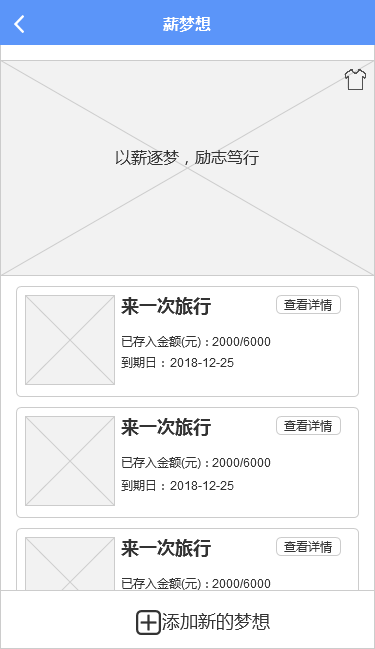 薪梦想
以薪逐梦，励志笃行
来一次旅行
查看详情
已存入金额(元)：2000/6000
到期日：2018-12-25
来一次旅行
查看详情
已存入金额(元)：2000/6000
到期日：2018-12-25
来一次旅行
查看详情
已存入金额(元)：2000/6000
添加新的梦想